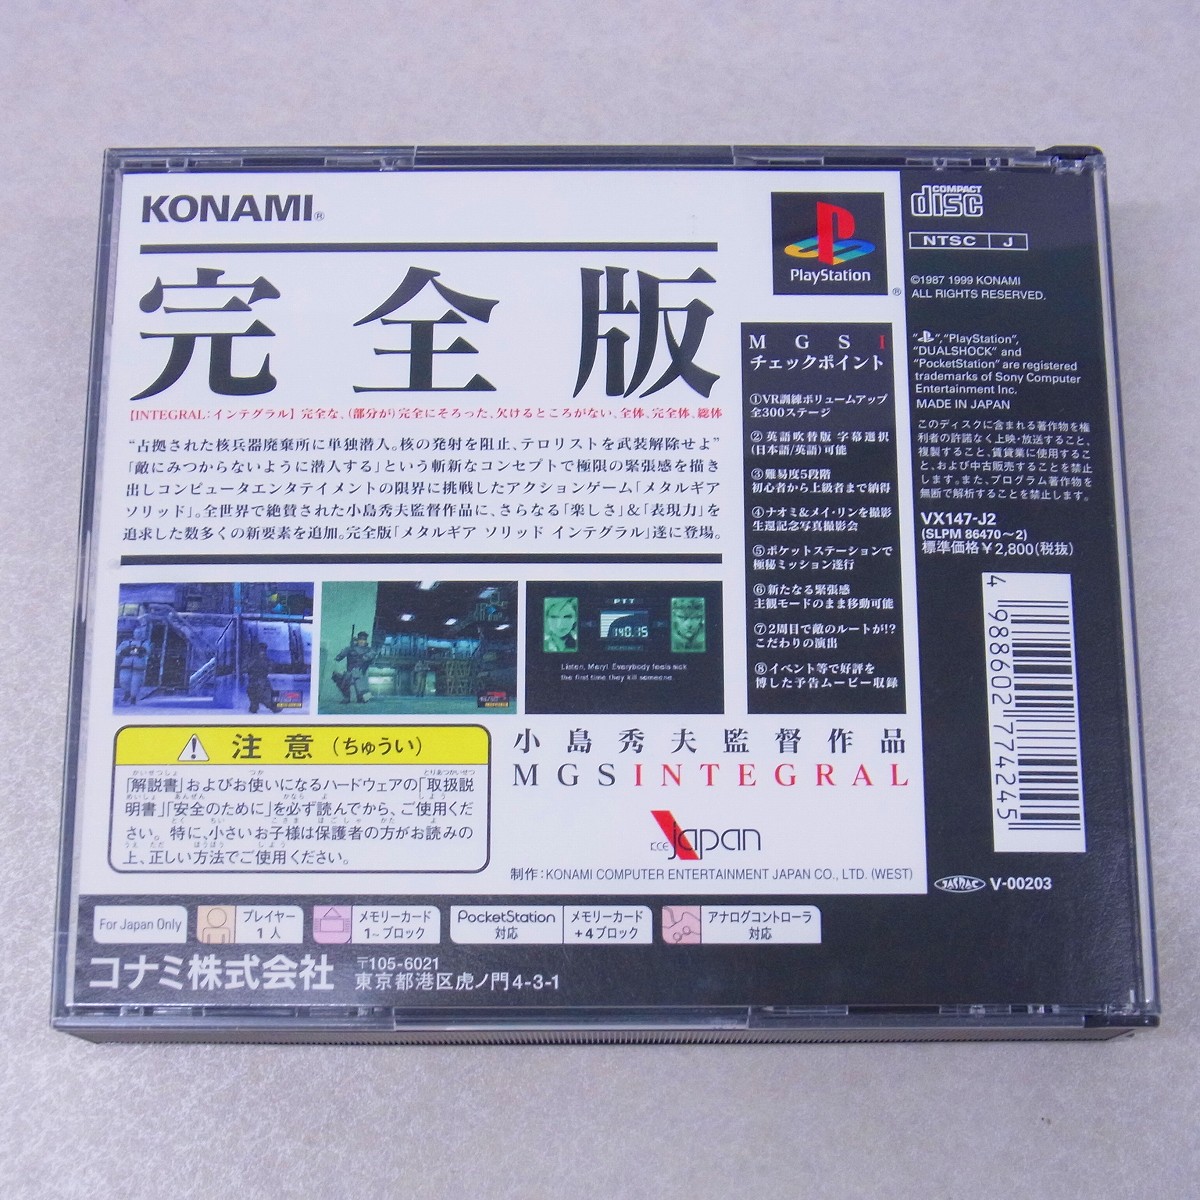 KONAMI®
完全版
【INTEGRAL:インテグラル】完全な、(部分が)完全にそろった、欠けるところがない、全体、完全体、総体
“占拠された核兵器廃棄所に単独潜入。核の発射を阻止、テロリストを武装解除せよ”
「敵にみつからないように潜入する」という斬新なコンセプトで極限の緊張感を描き
出しコンピュータエンタテイメントの限界に挑戦したアクションゲーム「メタルギア
ソリッド」。全世界で絶賛された小島秀夫監督作品に、さらなる「楽しさ」&「表現力」を
追求した数多くの新要素を追加。完全版「メタルギア ソリッド インテグラル」遂に登場。
PTT
140.15
Listen, Meryl. Everybody feels sick
the first time they kill someone.
PlayStation
®
MGSI
チェックポイント
①VR訓練ボリュームアップ
全300ステージ
②英語吹替版 字幕選択
(日本語/英語)可能
③難易度5段階
初心者から上級者まで納得
④ナオミ&メイ・リンを撮影
生還記念写真撮影会
⑤ポケットステーションで
極秘ミッション遂行
⑥新たなる緊張感
主観モードのまま移動可能
⑦2周目で敵のルートが!?
こだわりの演出
⑧イベント等で好評を
博した予告ムービー収録
注意(ちゅうい)
「解説書」およびお使いになるハードウェアの「取扱説
明書」「安全のために」を必ず読んでから、ご使用くだ
さい。特に、小さいお子様は保護者の方がお読みの
上、正しい方法でご使用ください。
小島秀夫監督作品
MGSINTEGRAL
KCE japan
制作:KONAMI COMPUTER ENTERTAINMENT JAPAN CO., LTD. (WEST)
COMPACT
disc
NTSC J
©1987 1999 KONAMI
ALL RIGHTS RESERVED.
“PS”, “PlayStation”,
“DUALSHOCK” and
“PocketStation” are registered
trademarks of Sony Computer
Entertainment Inc.
MADE IN JAPAN
このディスクに含まれる著作物を権
利者の許諾なく上映・放送すること、
複製すること、賃貸業に使用するこ
と、および中古販売することを禁止
します。また、プログラム著作物を
無断で解析することを禁止します。
VX147-J2
(SLPM 86470~2)
標準価格¥2,800(税抜)
4 988602 774245
JASRAC V-00203
For Japan Only
プレイヤー
1人
メモリーカード
1~ブロック
PocketStation
対応
メモリーカード
+4ブロック
アナログコントローラ
対応
コナミ株式会社
〒105-6021
東京都港区虎ノ門4-3-1